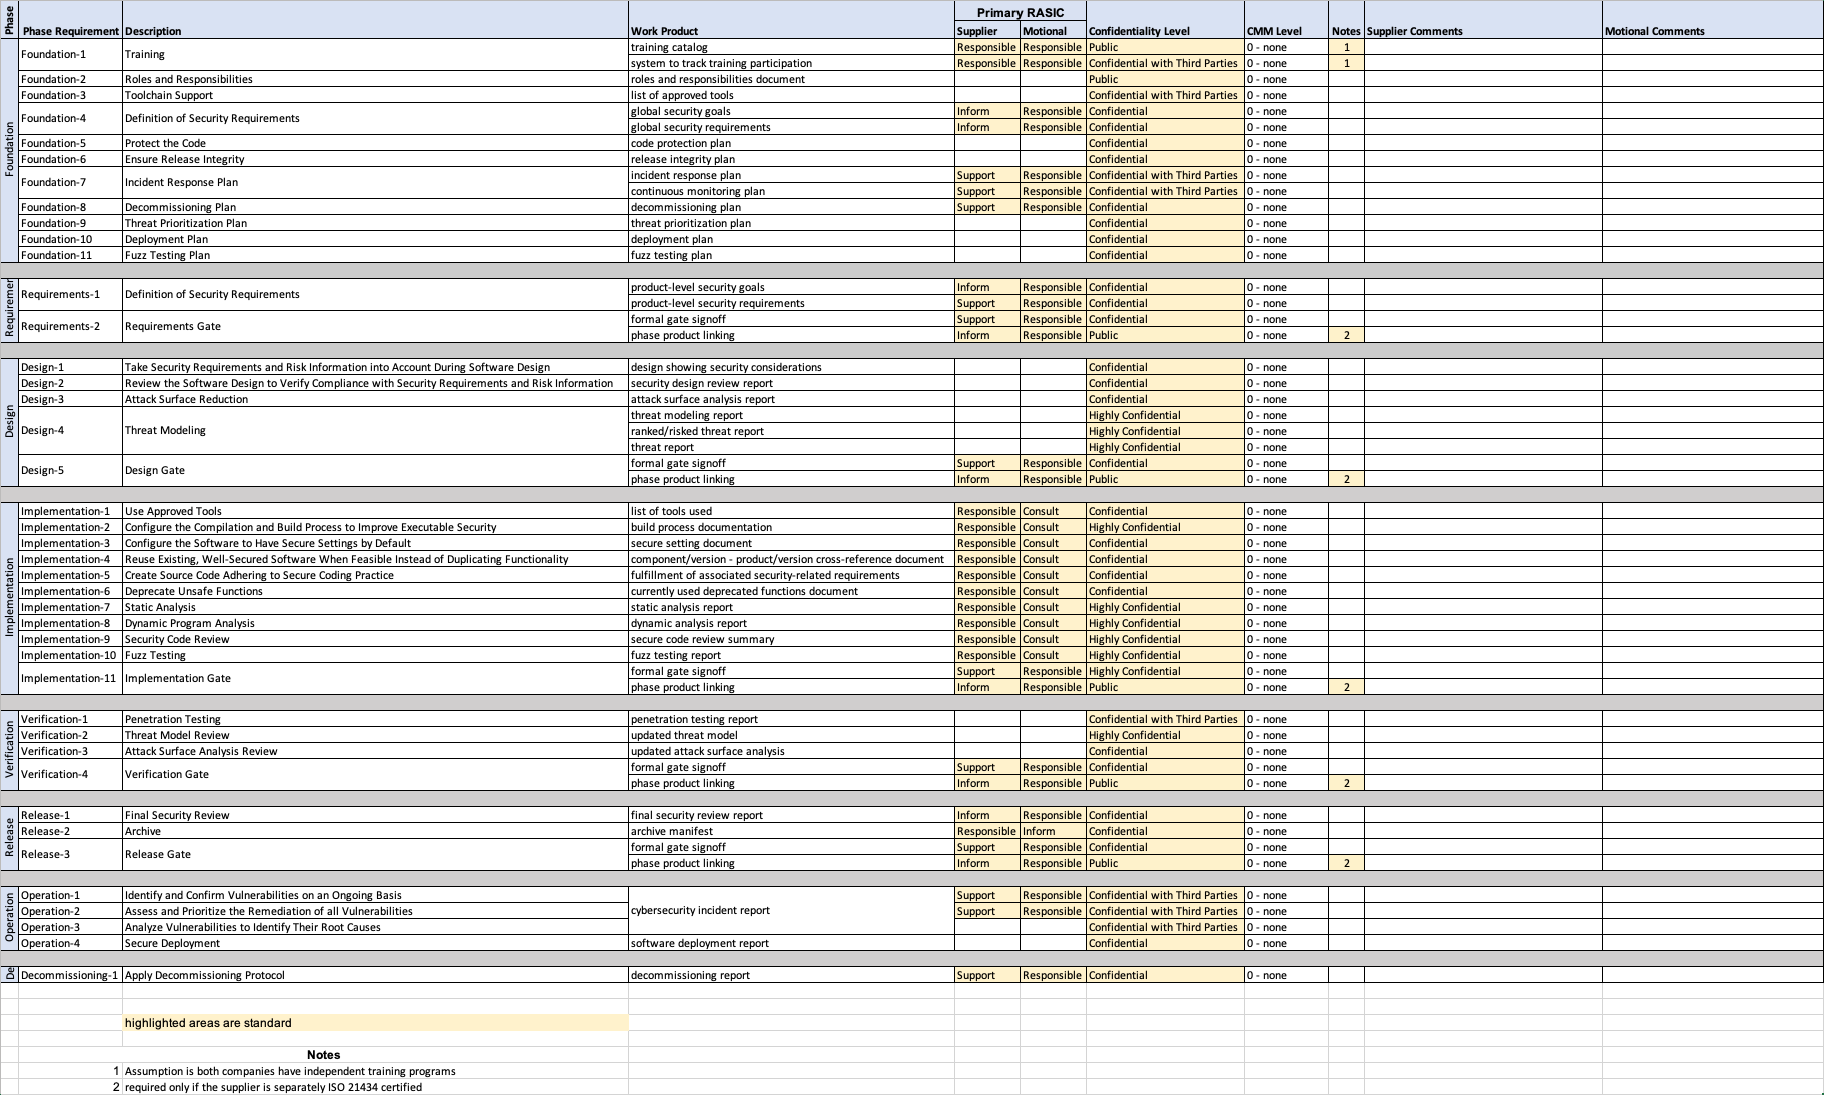 Primary RASIC
Phase Phase Requirement Description Work Product Supplier Motional Confidentiality Level CMM Level Notes Supplier Comments Motional Comments
Foundation
Foundation-1 Training training catalog Responsible Responsible Public 0 - none 1
system to track training participation Responsible Responsible Confidential with Third Parties 0 - none 1
Foundation-2 Roles and Responsibilities roles and responsibilities document Public 0 - none
Foundation-3 Toolchain Support list of approved tools Confidential with Third Parties 0 - none
Foundation-4 Definition of Security Requirements global security goals Inform Responsible Confidential 0 - none
global security requirements Inform Responsible Confidential 0 - none
Foundation-5 Protect the Code code protection plan Confidential 0 - none
Foundation-6 Ensure Release Integrity release integrity plan Confidential 0 - none
Foundation-7 Incident Response Plan incident response plan Support Responsible Confidential with Third Parties 0 - none
continuous monitoring plan Support Responsible Confidential with Third Parties 0 - none
Foundation-8 Decommissioning Plan decommissioning plan Support Responsible Confidential 0 - none
Foundation-9 Threat Prioritization Plan threat prioritization plan Confidential 0 - none
Foundation-10 Deployment Plan deployment plan Confidential 0 - none
Foundation-11 Fuzz Testing Plan fuzz testing plan Confidential 0 - none
Requiremen
Requirements-1 Definition of Security Requirements product-level security goals Inform Responsible Confidential 0 - none
product-level security requirements Support Responsible Confidential 0 - none
Requirements-2 Requirements Gate formal gate signoff Support Responsible Confidential 0 - none
phase product linking Inform Responsible Public 0 - none 2
Design
Design-1 Take Security Requirements and Risk Information into Account During Software Design design showing security considerations Confidential 0 - none
Design-2 Review the Software Design to Verify Compliance with Security Requirements and Risk Information security design review report Confidential 0 - none
Design-3 Attack Surface Reduction attack surface analysis report Confidential 0 - none
Design-4 Threat Modeling threat modeling report Highly Confidential 0 - none
ranked/risked threat report Highly Confidential 0 - none
threat report Highly Confidential 0 - none
Design-5 Design Gate formal gate signoff Support Responsible Confidential 0 - none
phase product linking Inform Responsible Public 0 - none 2
Implementation
Implementation-1 Use Approved Tools list of tools used Responsible Consult Confidential 0 - none
Implementation-2 Configure the Compilation and Build Process to Improve Executable Security build process documentation Responsible Consult Highly Confidential 0 - none
Implementation-3 Configure the Software to Have Secure Settings by Default secure setting document Responsible Consult Confidential 0 - none
Implementation-4 Reuse Existing, Well-Secured Software When Feasible Instead of Duplicating Functionality component/version - product/version cross-reference document Responsible Consult Confidential 0 - none
Implementation-5 Create Source Code Adhering to Secure Coding Practice fulfillment of associated security-related requirements Responsible Consult Confidential 0 - none
Implementation-6 Deprecate Unsafe Functions currently used deprecated functions document Responsible Consult Confidential 0 - none
Implementation-7 Static Analysis static analysis report Responsible Consult Highly Confidential 0 - none
Implementation-8 Dynamic Program Analysis dynamic analysis report Responsible Consult Highly Confidential 0 - none
Implementation-9 Security Code Review secure code review summary Responsible Consult Highly Confidential 0 - none
Implementation-10 Fuzz Testing fuzz testing report Responsible Consult Highly Confidential 0 - none
Implementation-11 Implementation Gate formal gate signoff Support Responsible Highly Confidential 0 - none
phase product linking Inform Responsible Public 0 - none 2
Verification
Verification-1 Penetration Testing penetration testing report Confidential with Third Parties 0 - none
Verification-2 Threat Model Review updated threat model Highly Confidential 0 - none
Verification-3 Attack Surface Analysis Review updated attack surface analysis Confidential 0 - none
Verification-4 Verification Gate formal gate signoff Support Responsible Confidential 0 - none
phase product linking Inform Responsible Public 0 - none 2
Release
Release-1 Final Security Review final security review report Inform Responsible Confidential 0 - none
Release-2 Archive archive manifest Responsible Inform Confidential 0 - none
Release-3 Release Gate formal gate signoff Support Responsible Confidential 0 - none
phase product linking Inform Responsible Public 0 - none 2
Operation
Operation-1 Identify and Confirm Vulnerabilities on an Ongoing Basis Support Responsible Confidential with Third Parties 0 - none
Operation-2 Assess and Prioritize the Remediation of all Vulnerabilities cybersecurity incident report Support Responsible Confidential with Third Parties 0 - none
Operation-3 Analyze Vulnerabilities to Identify Their Root Causes Confidential with Third Parties 0 - none
Operation-4 Secure Deployment software deployment report Confidential 0 - none
De
Decommissioning-1 Apply Decommissioning Protocol decommissioning report Support Responsible Confidential 0 - none
highlighted areas are standard
Notes
1 Assumption is both companies have independent training programs
2 required only if the supplier is separately ISO 21434 certified